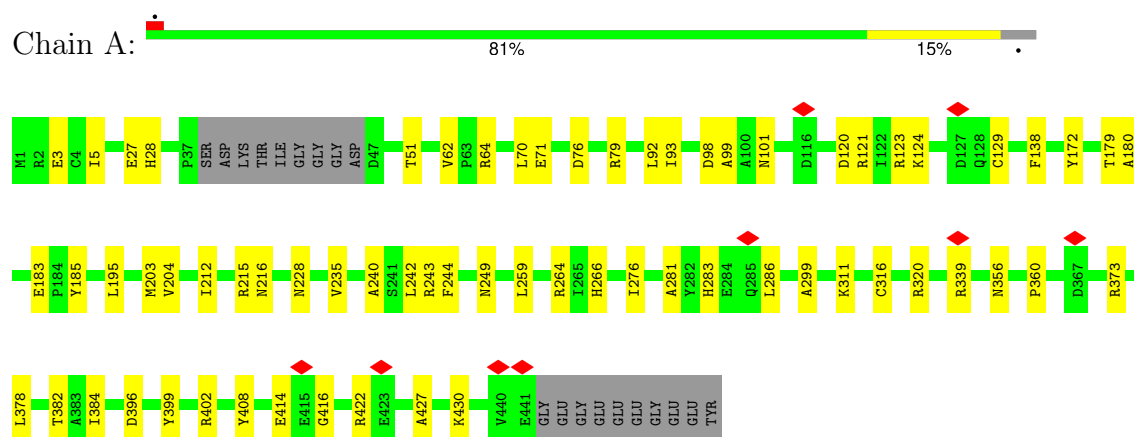 Chain A:
81%
15%
M1 R2 E3 C4 I5 E27 H28 P37 SER ASP LYS THR ILE GLY GLY GLY ASP D47 T51 V62 P63 R64 L70 E71 D76 R79 L92 I93 D98 A99 A100 N101 D116 D120 R121 I122 R123 K124 D127 Q128 C129 F138 Y172 T179 A180
E183 P184 Y185 L195 M203 V204 I212 R215 N216 N228 V235 A240 S241 L242 R243 F244 N249 L259 R264 I265 H266 I276 A281 Y282 H283 E284 Q285 L286 A299 K311 C316 R320 R339 N356 P360 D367 R373
L378 T382 A383 I384 D396 Y399 R402 Y408 E414 E415 G416 R422 E423 A427 K430 V440 E441 GLY GLU GLY GLU GLU GLU GLY GLU GLU TYR